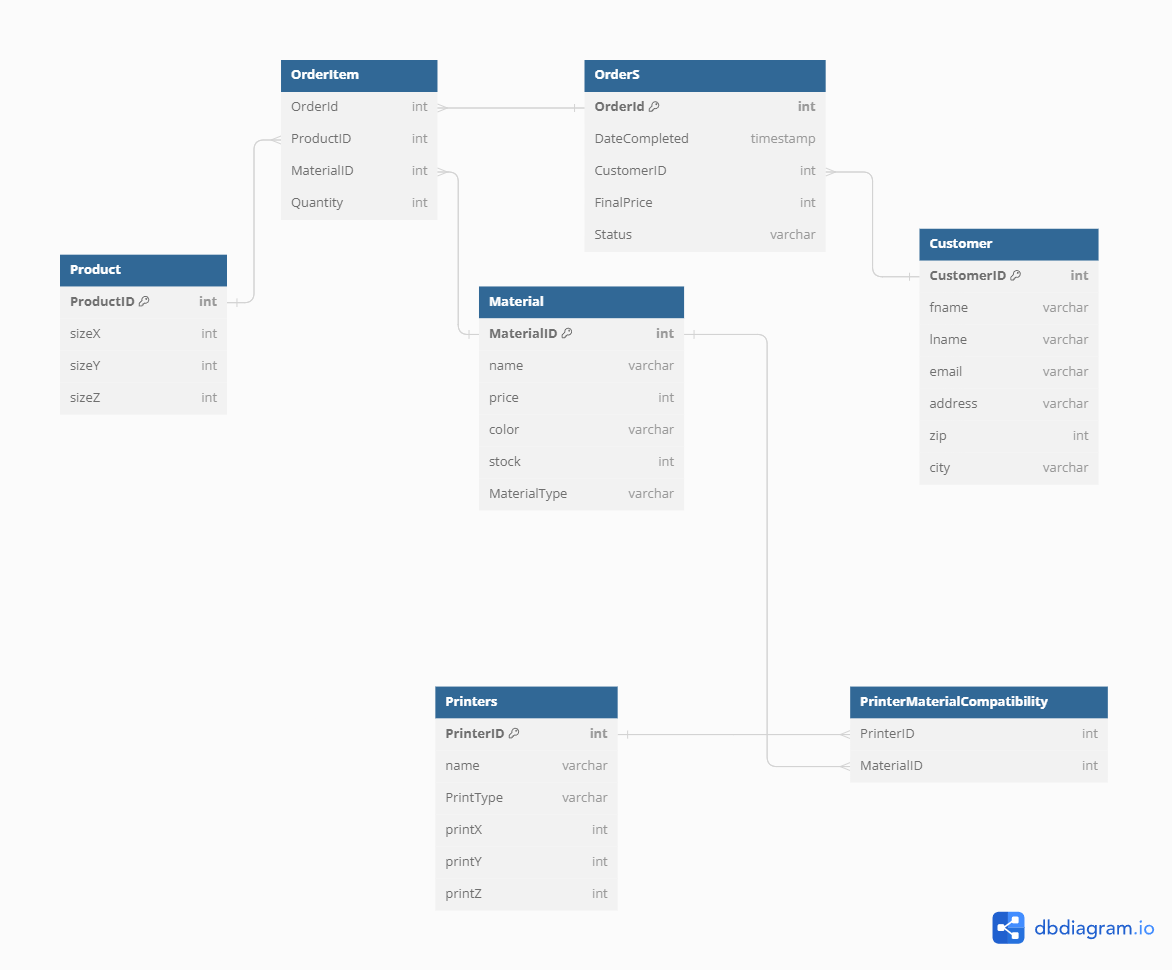 OrderItem
OrderId int
ProductID int
MaterialID int
Quantity int
OrderS
OrderId int
DateCompleted timestamp
CustomerID int
FinalPrice int
Status varchar
Customer
CustomerID int
fname varchar
lname varchar
email varchar
address varchar
zip int
city varchar
Product
ProductID int
sizeX int
sizeY int
sizeZ int
Material
MaterialID int
name varchar
price int
color varchar
stock int
MaterialType varchar
Printers
PrinterID int
name varchar
PrintType varchar
printX int
printY int
printZ int
PrinterMaterialCompatibility
PrinterID int
MaterialID int
dbdiagram.io